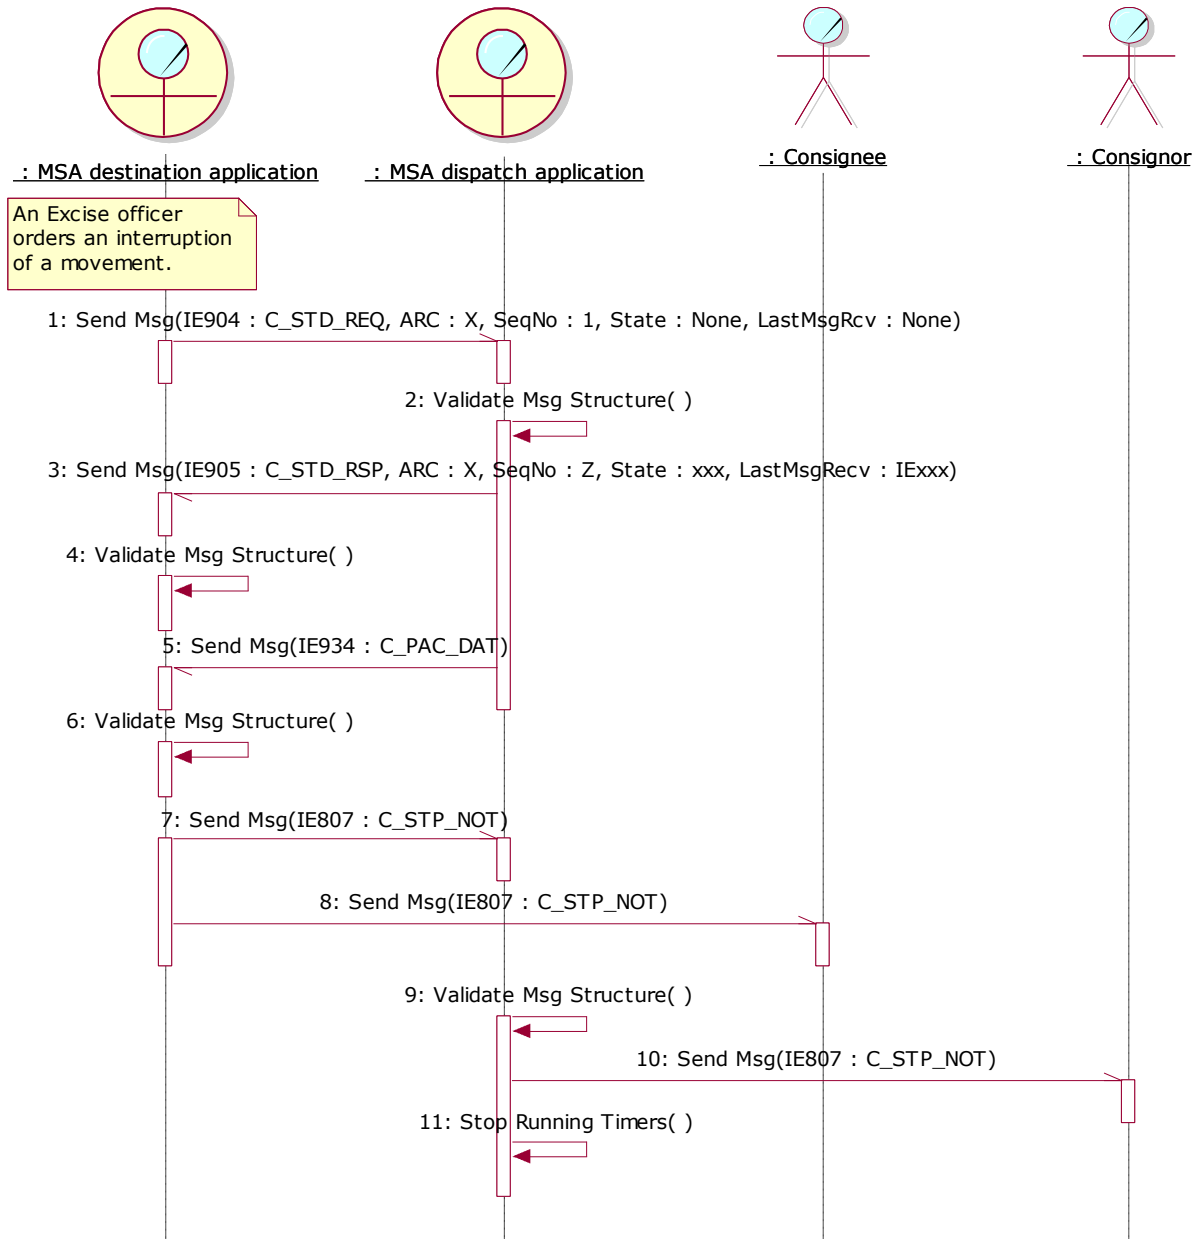 : MSA destination application
: MSA dispatch application
: Consignee
: Consignor
An Excise officer
orders an interruption
of a movement.
1: Send Msg(IE904 : C_STD_REQ, ARC : X, SeqNo : 1, State : None, LastMsgRcv : None)
2: Validate Msg Structure( )
3: Send Msg(IE905 : C_STD_RSP, ARC : X, SeqNo : Z, State : xxx, LastMsgRecv : IExxx)
4: Validate Msg Structure( )
5: Send Msg(IE934 : C_PAC_DAT)
6: Validate Msg Structure( )
7: Send Msg(IE807 : C_STP_NOT)
8: Send Msg(IE807 : C_STP_NOT)
9: Validate Msg Structure( )
10: Send Msg(IE807 : C_STP_NOT)
11: Stop Running Timers( )